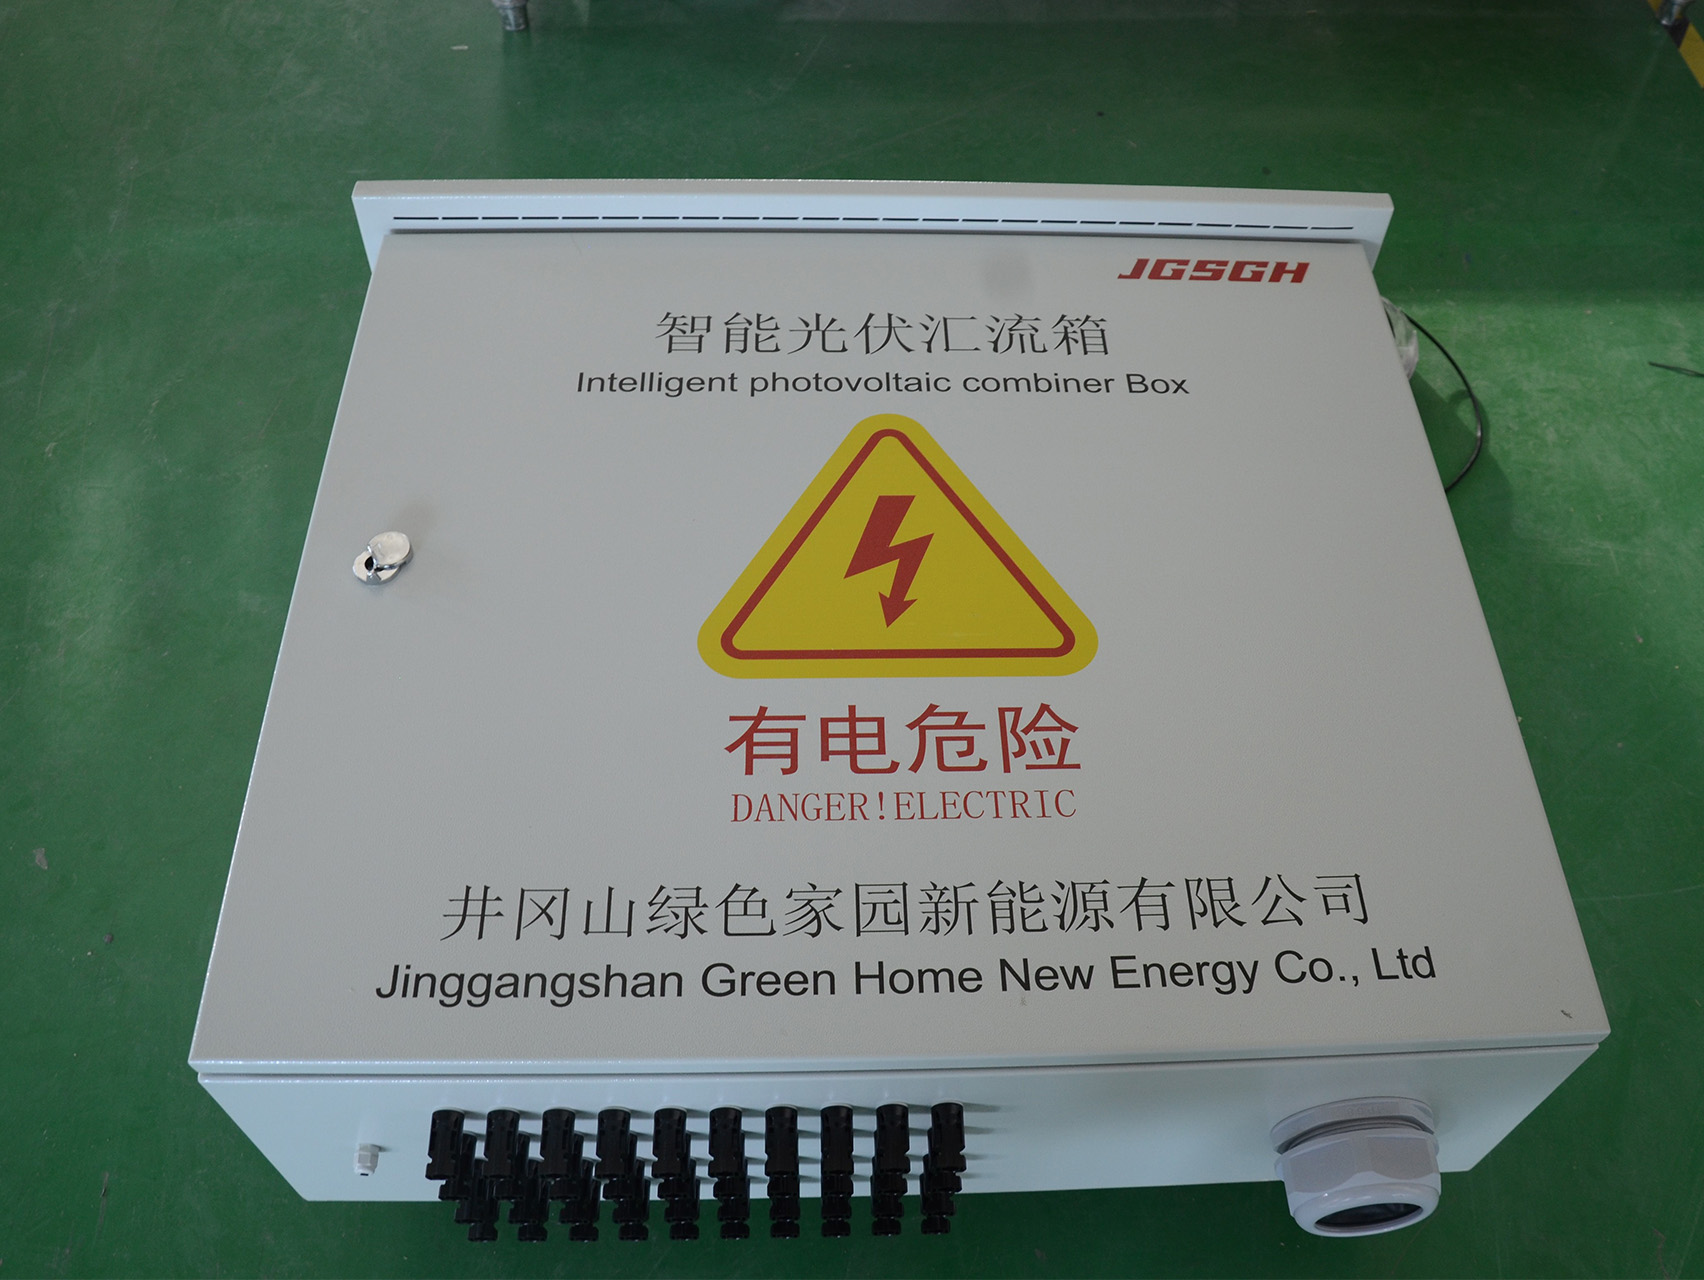 JGSGH
智能光伏汇流箱
Intelligent photovoltaic combiner Box
有电危险
DANGER!ELECTRIC
井冈山绿色家园新能源有限公司
Jinggangshan Green Home New Energy Co., Ltd